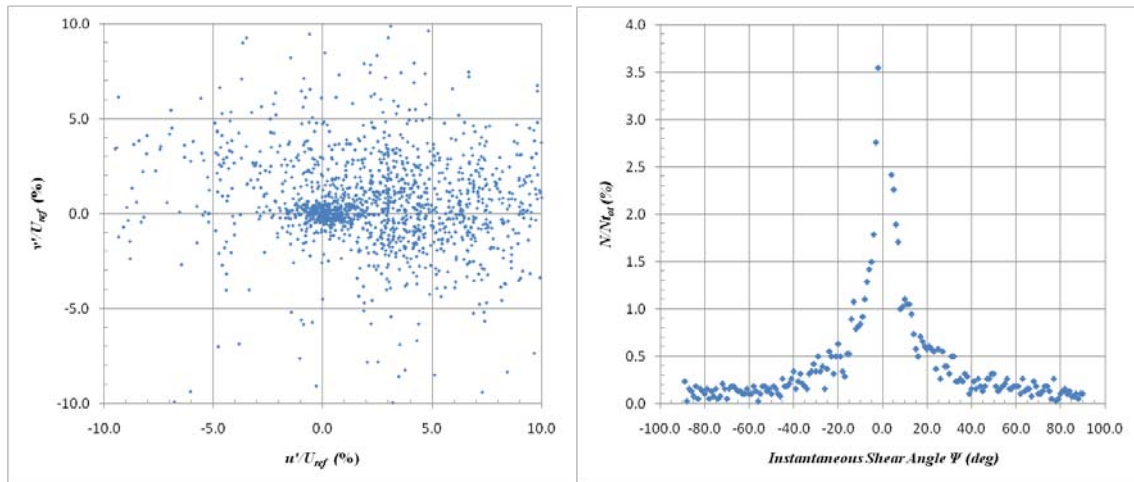 10.0
5.0
0.0
-5.0
-10.0
v'/U_ref (%)
-10.0 -5.0 0.0 5.0 10.0
u'/U_ref (%)
4.0
3.5
3.0
2.5
2.0
1.5
1.0
0.5
0.0
N/Nt_ot (%)
-100.0 -80.0 -60.0 -40.0 -20.0 0.0 20.0 40.0 60.0 80.0 100.0
Instantaneous Shear Angle Ψ (deg)